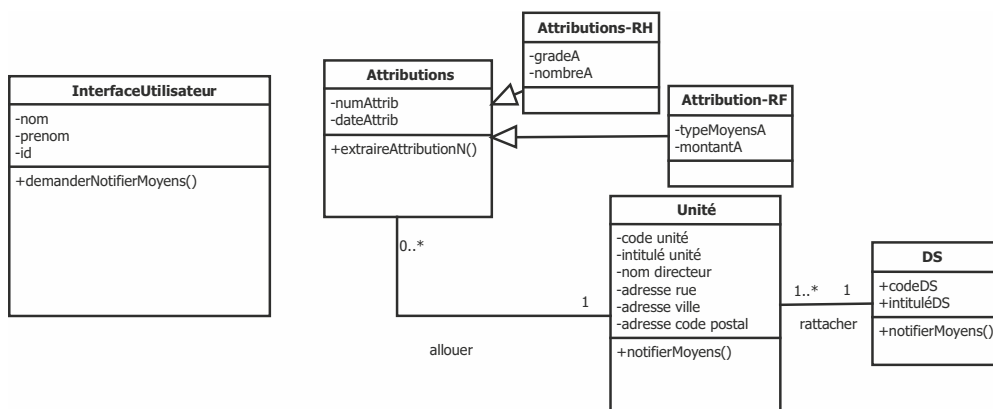 InterfaceUtilisateur
-nom
-prenom
-id
+demanderNotifierMoyens()
Attributions
-numAttrib
-dateAttrib
+extraireAttributionN()
Attributions-RH
-gradeA
-nombreA
Attribution-RF
-typeMoyensA
-montantA
0..*
1
allouer
Unité
-code unité
-intitulé unité
-nom directeur
-adresse rue
-adresse ville
-adresse code postal
+notifierMoyens()
1..*
1
rattacher
DS
+codeDS
+intituléDS
+notifierMoyens()